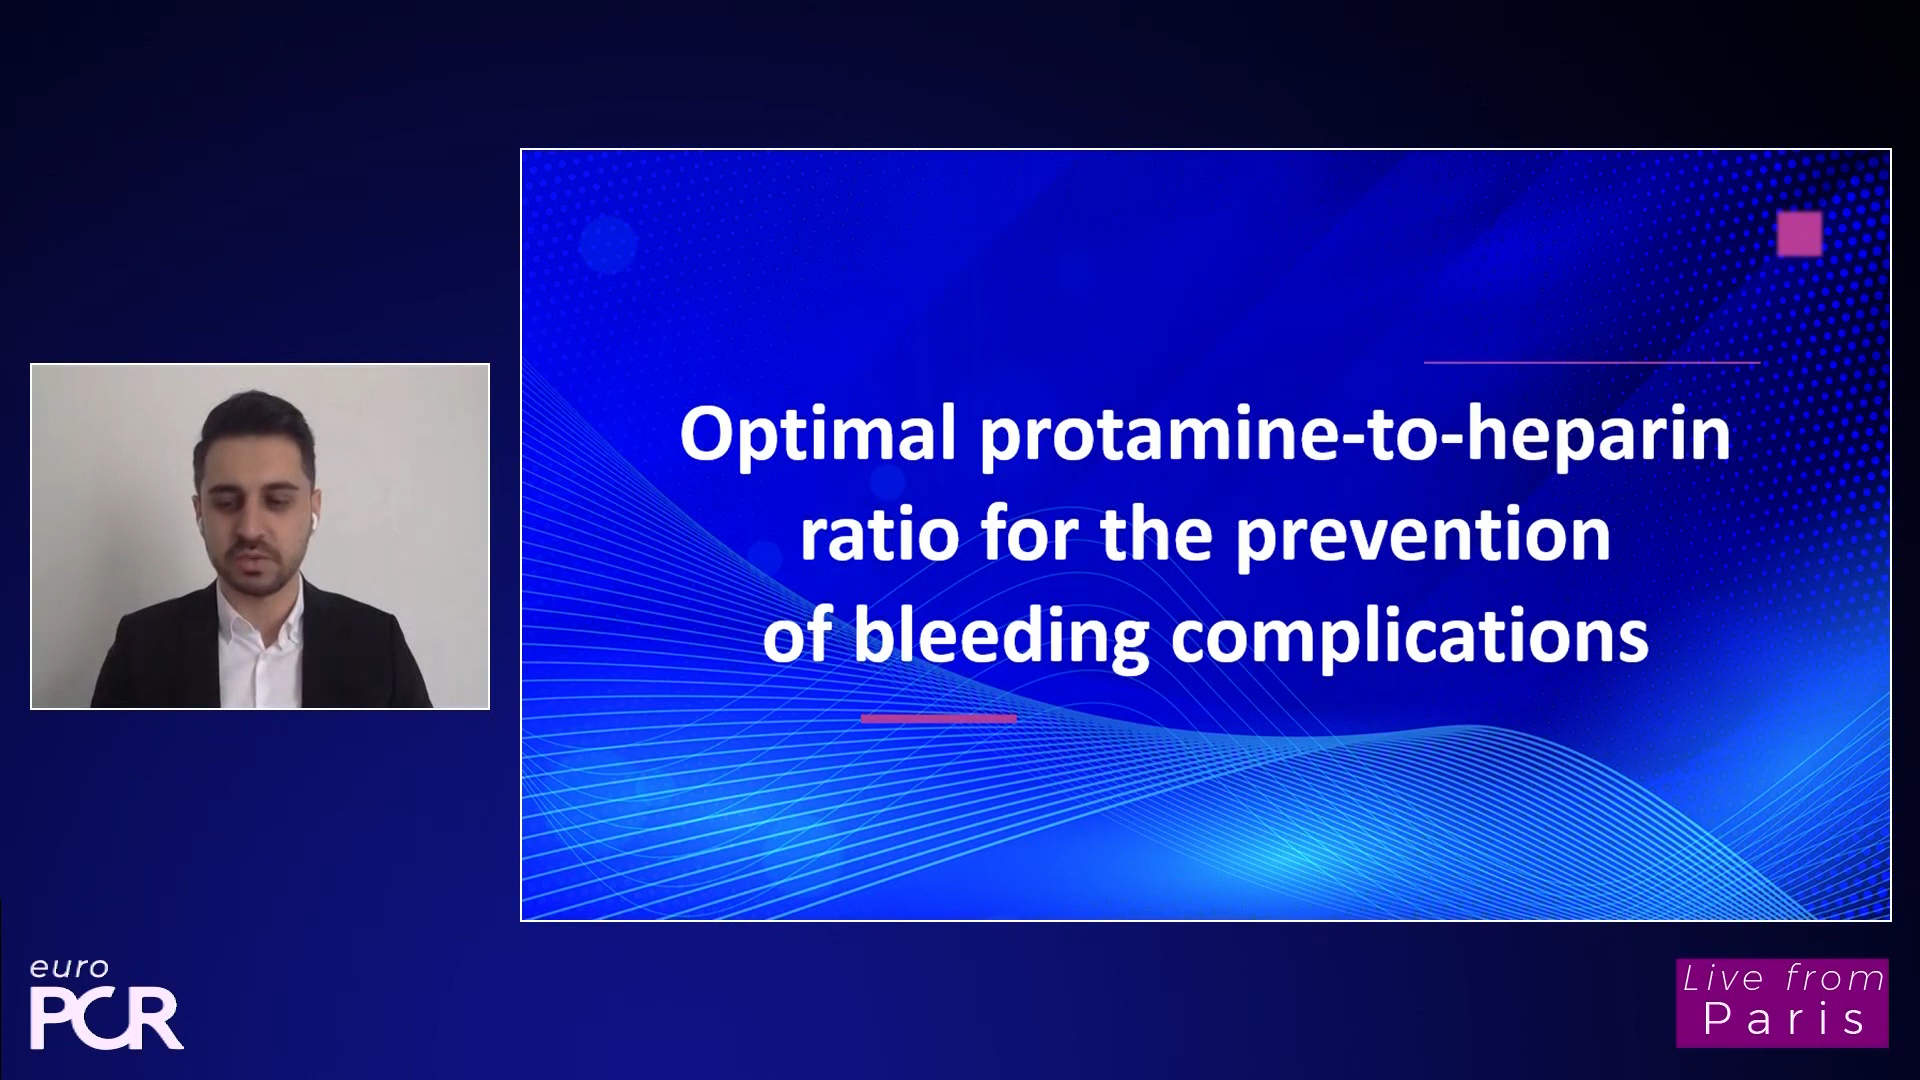 Optimal protamine-to-heparin
ratio for the prevention
of bleeding complications
euro
PCR
Live from
Paris